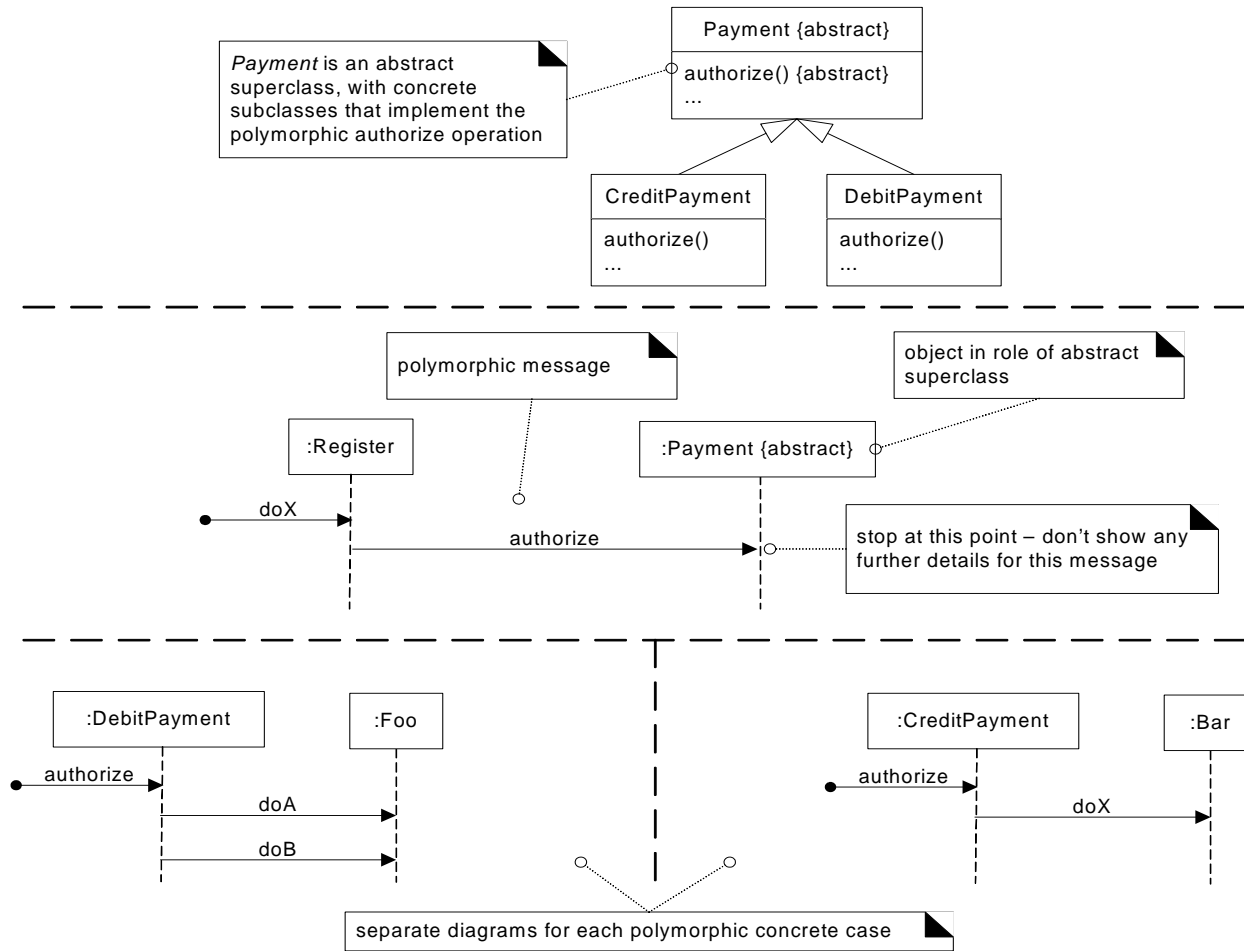 Payment {abstract}
authorize() {abstract}
...
Payment is an abstract
superclass, with concrete
subclasses that implement the
polymorphic authorize operation
CreditPayment
authorize()
...
DebitPayment
authorize()
...
polymorphic message
object in role of abstract
superclass
:Register
:Payment {abstract}
doX
authorize
stop at this point – don't show any
further details for this message
:DebitPayment
:Foo
authorize
doA
doB
:CreditPayment
:Bar
authorize
doX
separate diagrams for each polymorphic concrete case